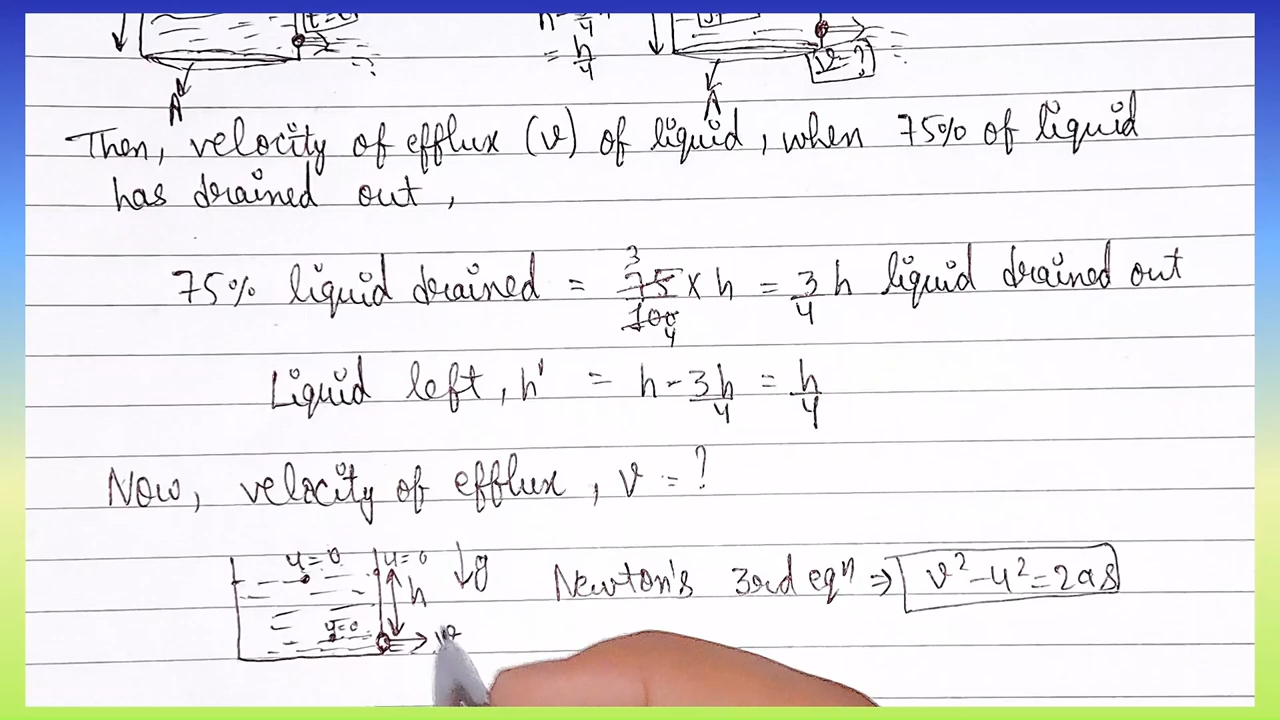 t=0
= h/4
v=?
A
A
Then, velocity of efflux (v) of liquid, when 75% of liquid
has drained out,
75% liquid drained = 75/100 × h = 3/4 h liquid drained out
3
4
Liquid left, h' = h - 3h/4 = h/4
Now, velocity of efflux, v = ?
u=0 u=0 ↓g Newton's 3rd eqⁿ ⇒ v² - u² = 2as
h
v